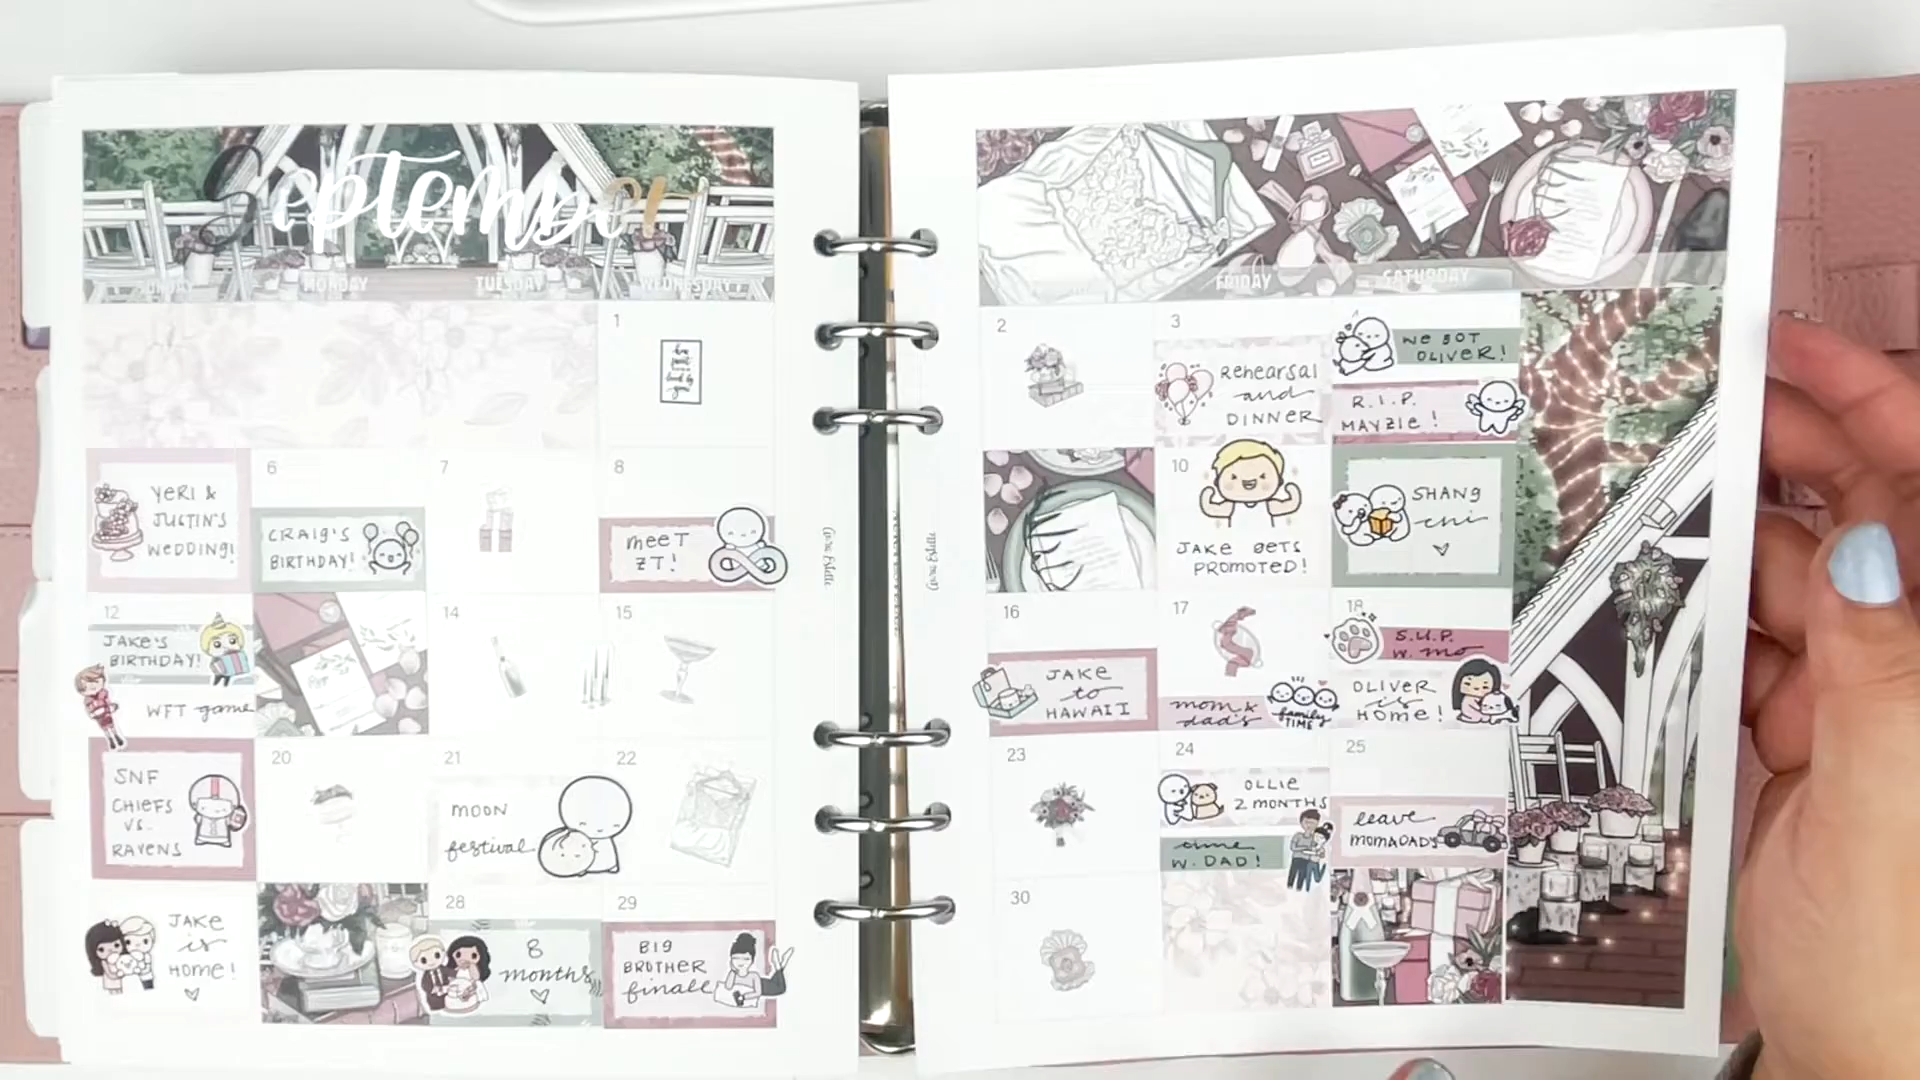 September
MONDAY
TUESDAY
WEDNESDAY
FRIDAY
SATURDAY
1
2
3
Rehearsal
and
DINNER
WE GOT
OLIVER!
R.I.P.
MAYZIE!
YERI &
JUSTIN'S
WEDDING!
6
CRAIG'S
BIRTHDAY!
7
8
MEET
ZT!
10
JAKE GETS
PROMOTED!
SHANG
chi
12
JAKE'S
BIRTHDAY!
WFT game
14
15
16
JAKE
to
HAWAII
17
mom &
dad's
family
TIME
18
S.U.P.
w. mo
OLIVER
is
HOME!
SNF
CHIEFS
VS.
RAVENS
20
21
MOON
festival
22
23
24
OLLIE
2 MONTHS
time
W. DAD!
25
leave
MOM&DADS
JAKE
is
HOME!
28
8
months
29
BIG
BROTHER
finale
30